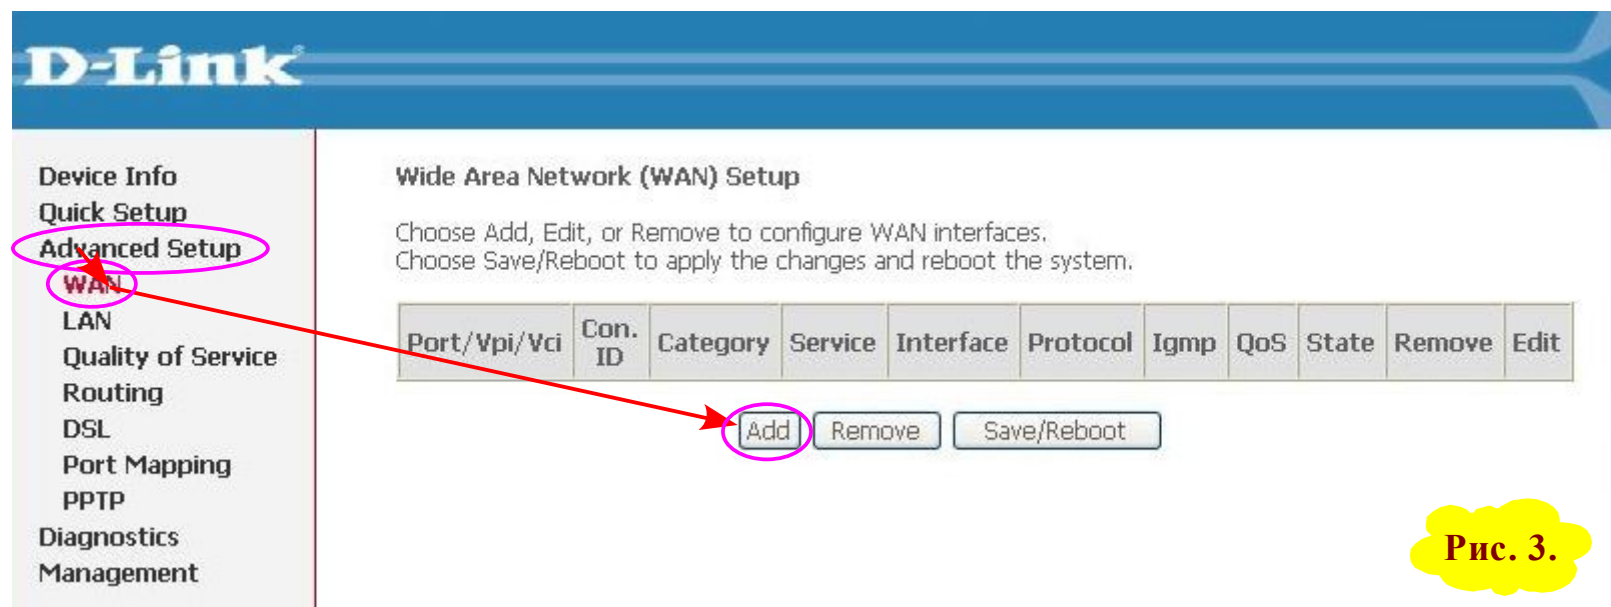 D-Link
Device Info
Quick Setup
Advanced Setup
WAN
LAN
Quality of Service
Routing
DSL
Port Mapping
PPTP
Diagnostics
Management
Wide Area Network (WAN) Setup
Choose Add, Edit, or Remove to configure WAN interfaces.
Choose Save/Reboot to apply the changes and reboot the system.
Port/Vpi/Vci Con. ID Category Service Interface Protocol Igmp QoS State Remove Edit
Add Remove Save/Reboot
Рис. 3.